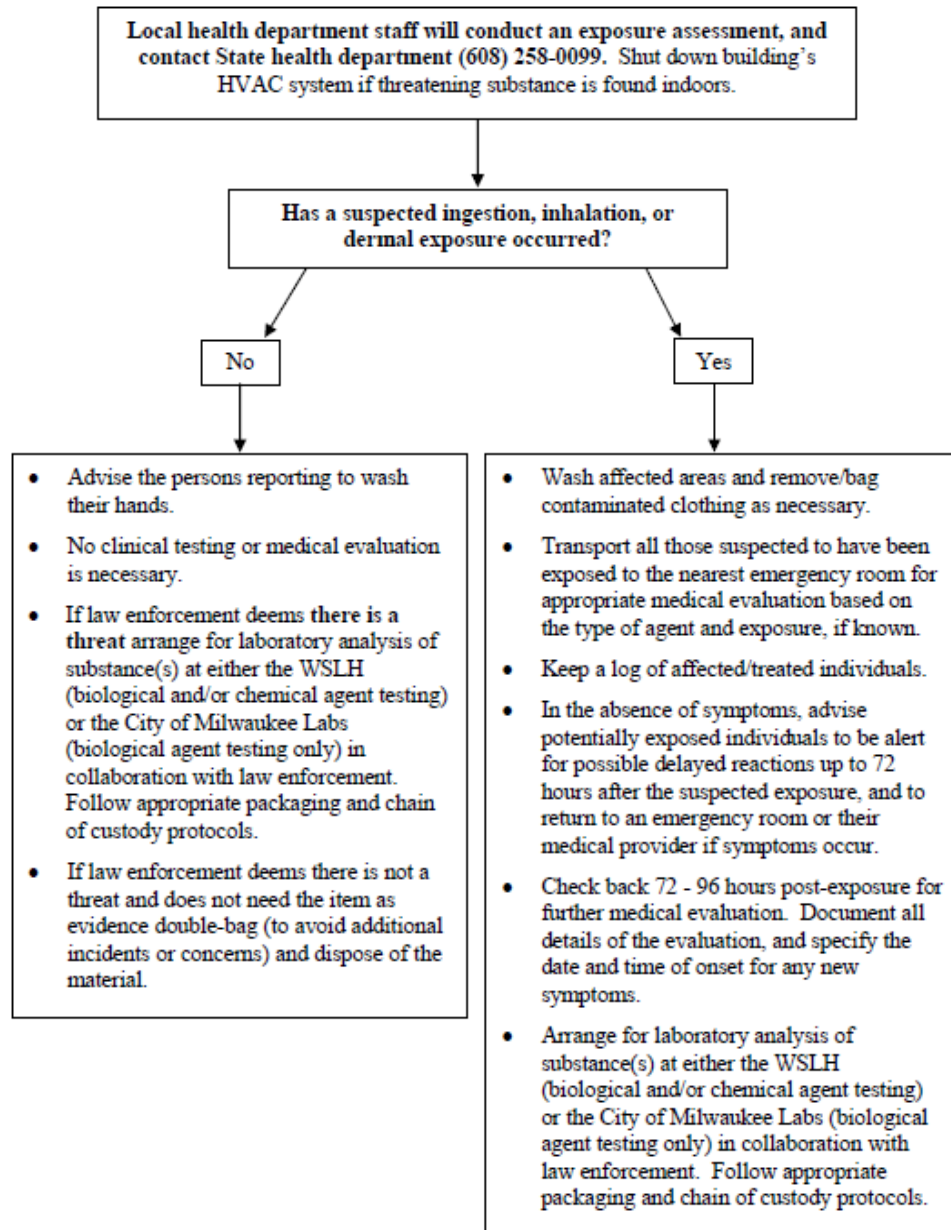 Local health department staff will conduct an exposure assessment, and
contact State health department (608) 258-0099. Shut down building's
HVAC system if threatening substance is found indoors.
Has a suspected ingestion, inhalation, or
dermal exposure occurred?
No
Yes
• Advise the persons reporting to wash
their hands.
• No clinical testing or medical evaluation
is necessary.
• If law enforcement deems there is a
threat arrange for laboratory analysis of
substance(s) at either the WSLH
(biological and/or chemical agent testing)
or the City of Milwaukee Labs
(biological agent testing only) in
collaboration with law enforcement.
Follow appropriate packaging and chain
of custody protocols.
• If law enforcement deems there is not a
threat and does not need the item as
evidence double-bag (to avoid additional
incidents or concerns) and dispose of the
material.
• Wash affected areas and remove/bag
contaminated clothing as necessary.
• Transport all those suspected to have been
exposed to the nearest emergency room for
appropriate medical evaluation based on
the type of agent and exposure, if known.
• Keep a log of affected/treated individuals.
• In the absence of symptoms, advise
potentially exposed individuals to be alert
for possible delayed reactions up to 72
hours after the suspected exposure, and to
return to an emergency room or their
medical provider if symptoms occur.
• Check back 72 - 96 hours post-exposure for
further medical evaluation. Document all
details of the evaluation, and specify the
date and time of onset for any new
symptoms.
• Arrange for laboratory analysis of
substance(s) at either the WSLH
(biological and/or chemical agent testing)
or the City of Milwaukee Labs (biological
agent testing only) in collaboration with
law enforcement. Follow appropriate
packaging and chain of custody protocols.